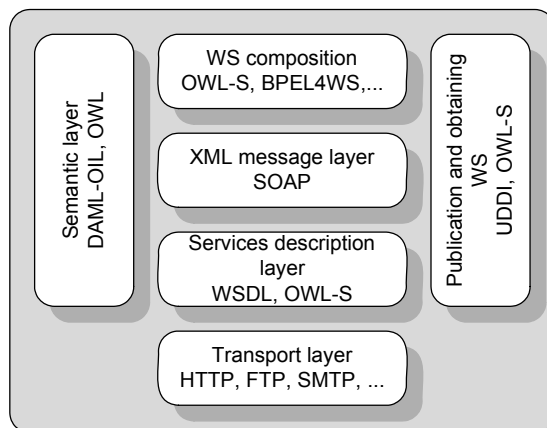 Semantic layer
DAML-OIL, OWL
WS composition
OWL-S, BPEL4WS,...
XML message layer
SOAP
Services description
layer
WSDL, OWL-S
Transport layer
HTTP, FTP, SMTP, ...
Publication and obtaining
WS
UDDI, OWL-S